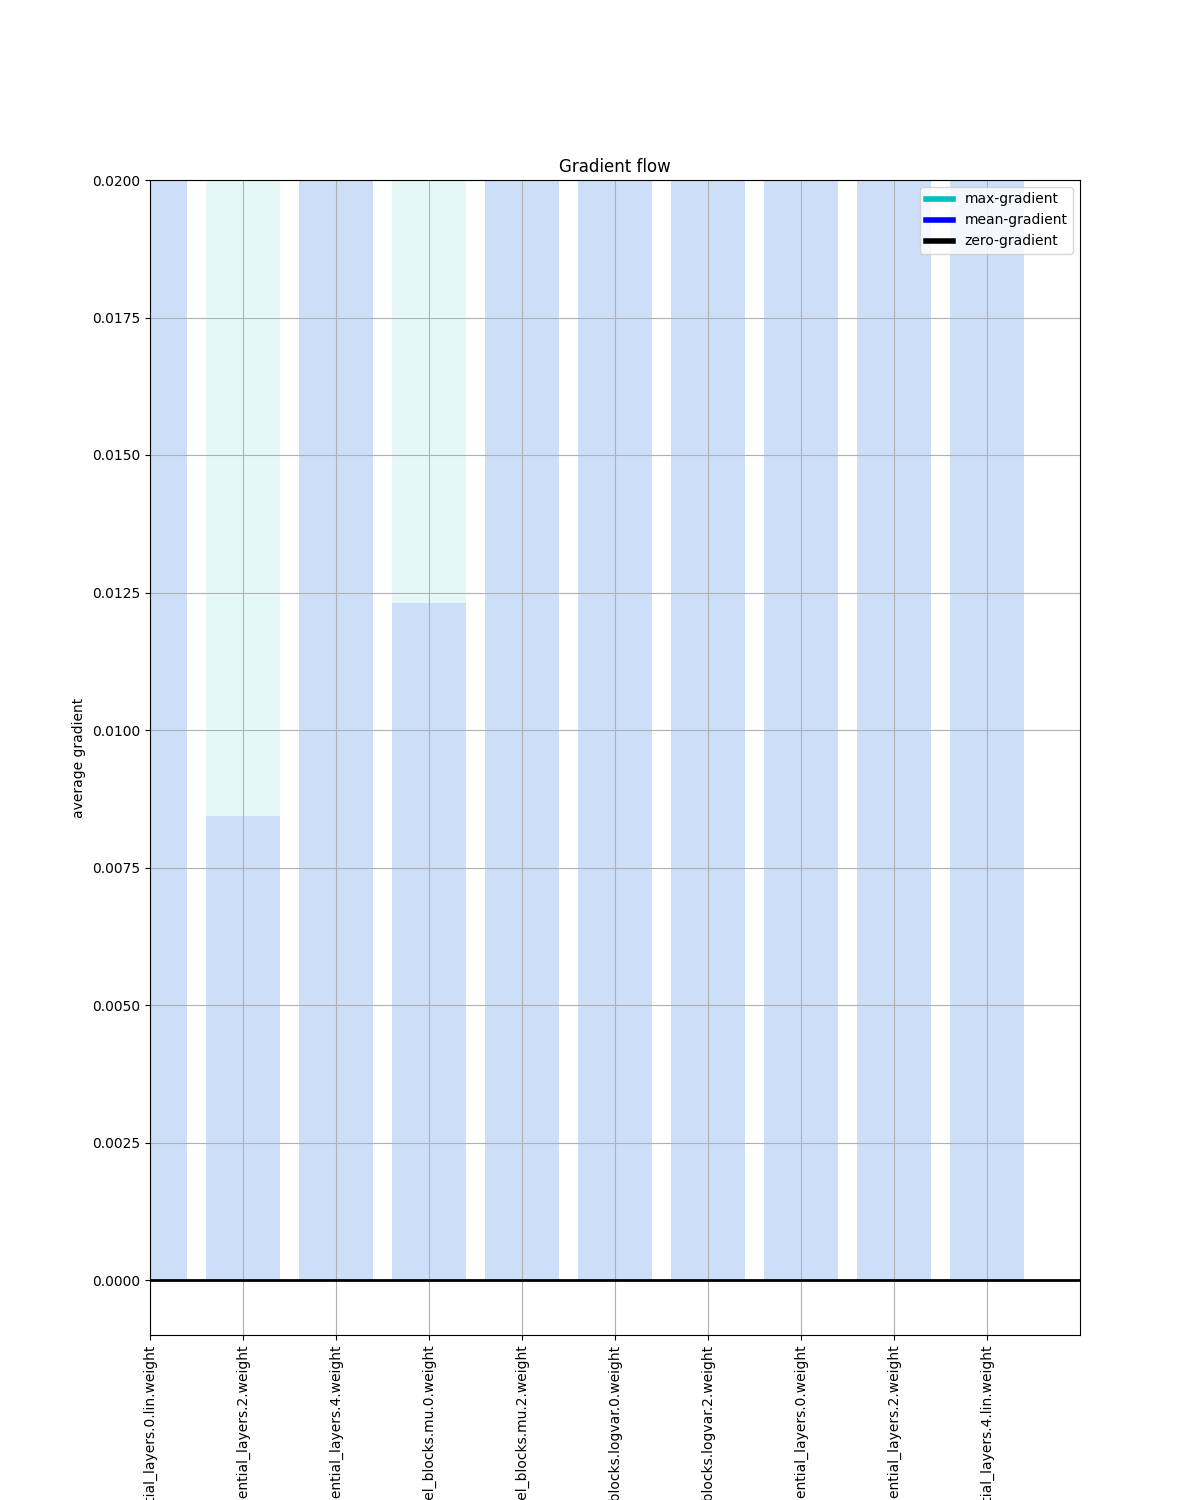 Gradient flow
max-gradient
mean-gradient
zero-gradient
0.0200
0.0175
0.0150
0.0125
0.0100
0.0075
0.0050
0.0025
0.0000
average gradient
tial_layers.0.lin.weight
ential_layers.2.weight
ential_layers.4.weight
el_blocks.mu.0.weight
el_blocks.mu.2.weight
blocks.logvar.0.weight
blocks.logvar.2.weight
ential_layers.0.weight
ential_layers.2.weight
tial_layers.4.lin.weight